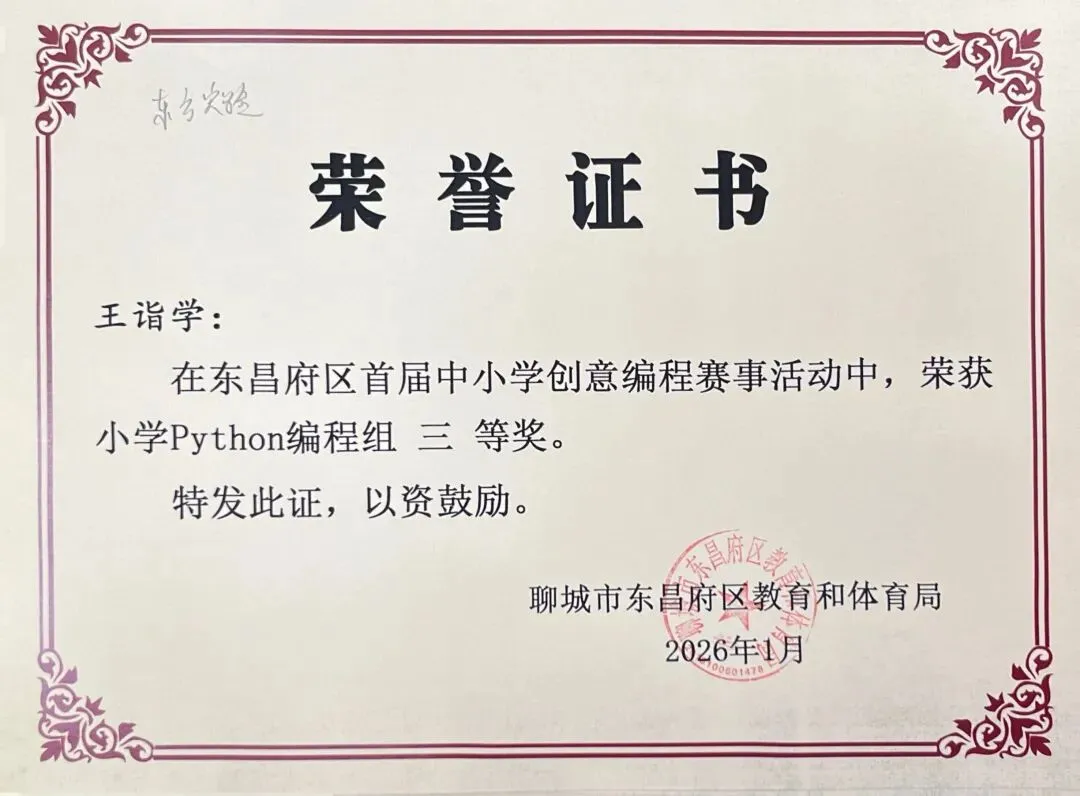 荣誉证书
王诣学：
在东昌府区首届中小学创意编程赛事活动中，荣获
小学Python编程组 三 等奖。
特发此证，以资鼓励。
聊城市东昌府区教育和体育局
2026年1月